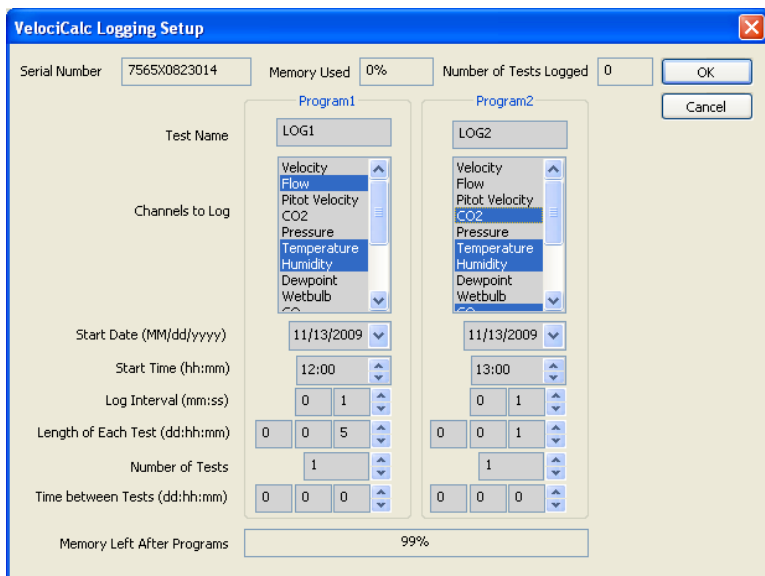 VelociCalc Logging Setup
Serial Number 7565X0823014 Memory Used 0% Number of Tests Logged 0 OK
Cancel
Program1 Program2
Test Name LOG1 LOG2
Channels to Log
Velocity
Flow
Pitot Velocity
CO2
Pressure
Temperature
Humidity
Dewpoint
Wetbulb
CO
Velocity
Flow
Pitot Velocity
CO2
Pressure
Temperature
Humidity
Dewpoint
Wetbulb
CO
Start Date (MM/dd/yyyy) 11/13/2009 11/13/2009
Start Time (hh:mm) 12:00 13:00
Log Interval (mm:ss) 0 1 0 1
Length of Each Test (dd:hh:mm) 0 0 5 0 0 1
Number of Tests 1 1
Time between Tests (dd:hh:mm) 0 0 0 0 0 0
Memory Left After Programs 99%